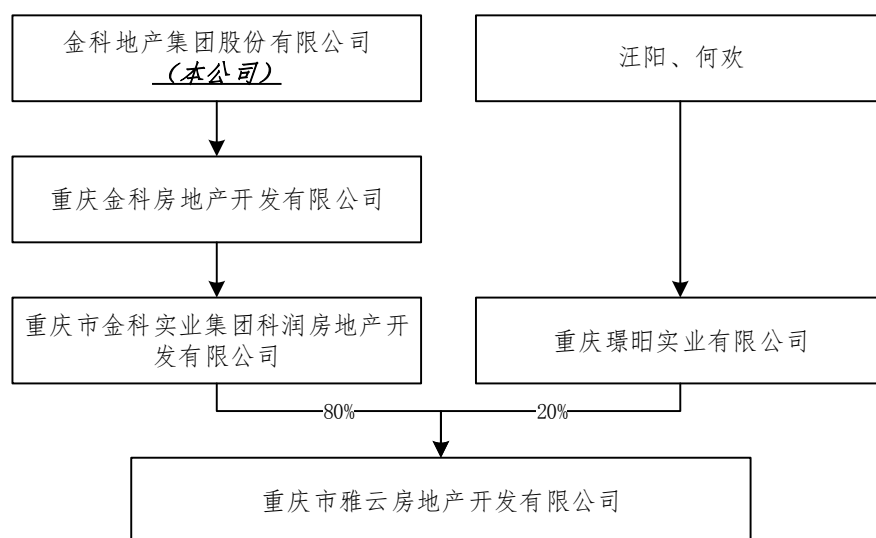 金科地产集团股份有限公司
（本公司）
汪阳、何欢
重庆金科房地产开发有限公司
重庆市金科实业集团科润房地产开
发有限公司
重庆璟昍实业有限公司
80%
20%
重庆市雅云房地产开发有限公司